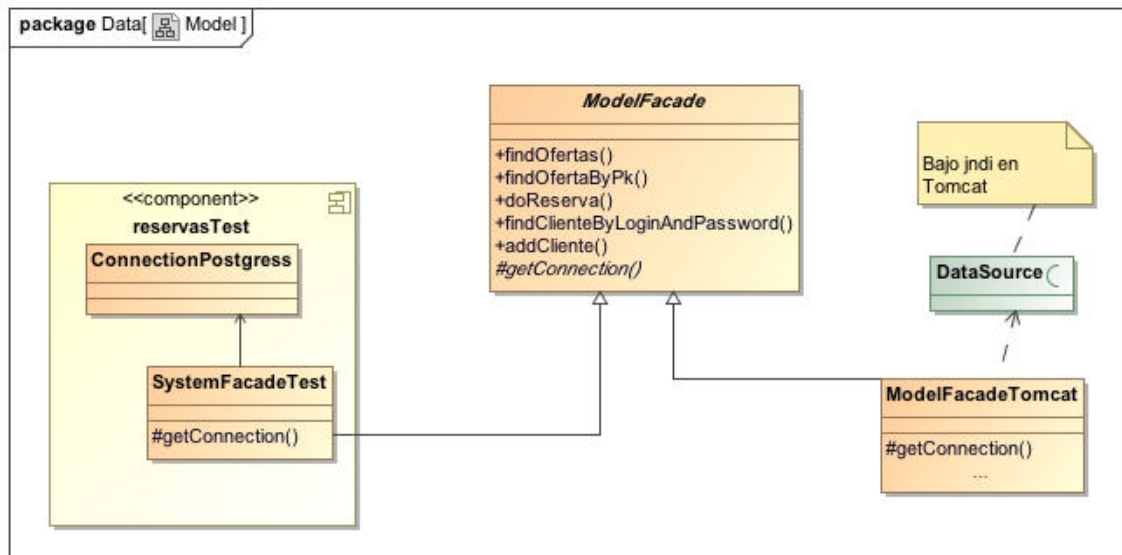 package Data[ Model ]
ModelFacade
+findOfertas()
+findOfertaByPk()
+doReserva()
+findClienteByLoginAndPassword()
+addCliente()
#getConnection()
Bajo jndi en
Tomcat
<<component>>
reservasTest
ConnectionPostgress
DataSource
SystemFacadeTest
#getConnection()
ModelFacadeTomcat
#getConnection()
...